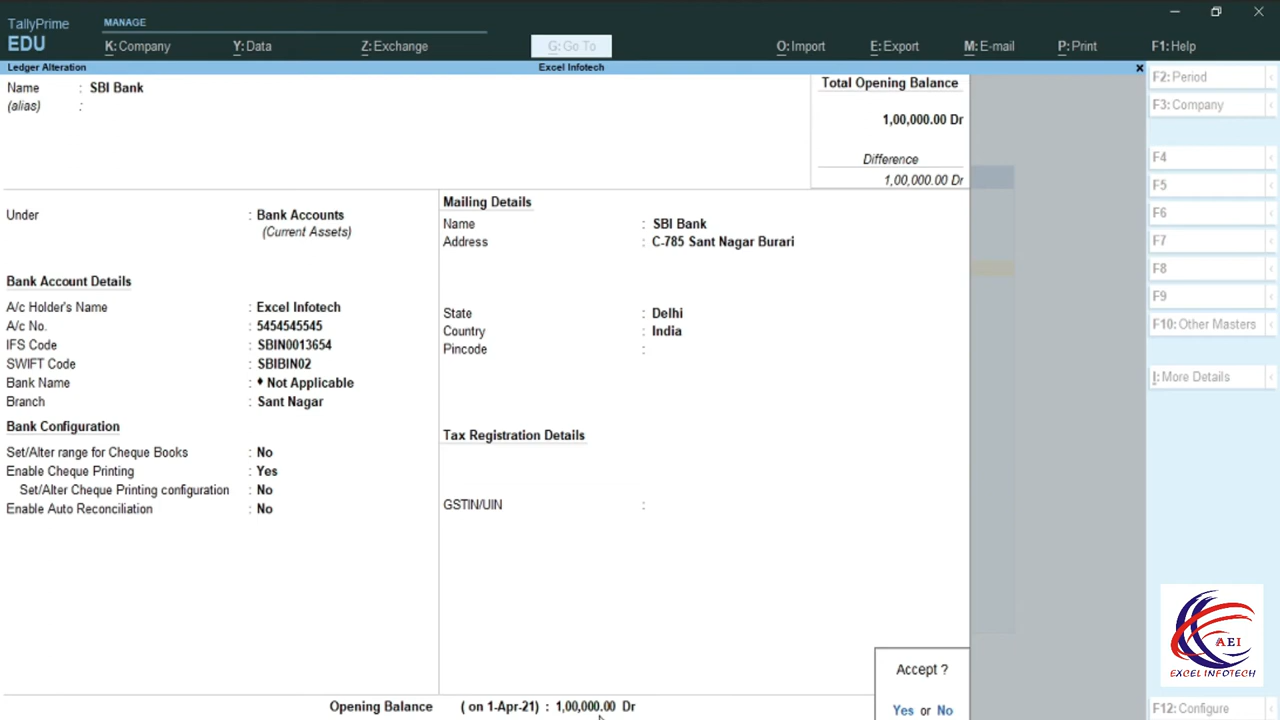 TallyPrime
EDU
MANAGE
K: Company
Y: Data
Z: Exchange
G: Go To
O: Import
E: Export
M: E-mail
P: Print
F1: Help
Ledger Alteration
Excel Infotech
x
Name : SBI Bank
(alias) :
Total Opening Balance
1,00,000.00 Dr
Difference
1,00,000.00 Dr
Under : Bank Accounts
(Current Assets)
Bank Account Details
A/c Holder's Name : Excel Infotech
A/c No. : 5454545545
IFS Code : SBIN0013654
SWIFT Code : SBIBIN02
Bank Name : ♦ Not Applicable
Branch : Sant Nagar
Bank Configuration
Set/Alter range for Cheque Books : No
Enable Cheque Printing : Yes
Set/Alter Cheque Printing configuration : No
Enable Auto Reconciliation : No
Mailing Details
Name : SBI Bank
Address : C-785 Sant Nagar Burari
State : Delhi
Country : India
Pincode :
Tax Registration Details
GSTIN/UIN :
Opening Balance ( on 1-Apr-21) : 1,00,000.00 Dr
Accept ?
Yes or No
F2: Period
F3: Company
F4
F5
F6
F7
F8
F9
F10: Other Masters
I: More Details
AEI
EXCEL INFOTECH
F12: Configure